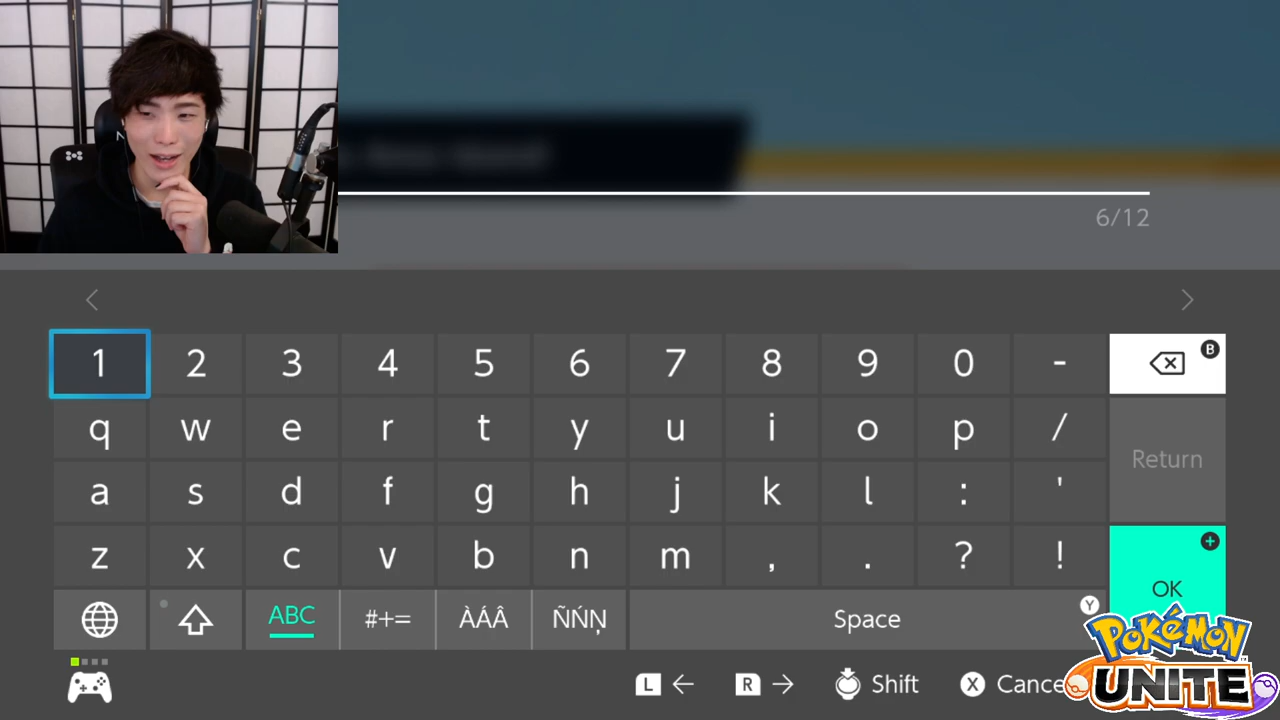 6/12
1 2 3 4 5 6 7 8 9 0 - B
q w e r t y u i o p /
Return
a s d f g h j k l : '
z x c v b n m , . ? ! +
OK
ABC #+= ÀÁÂ ÑŃŅ Space Y
L ← R → Shift X Cance
POKéMON
UNITE